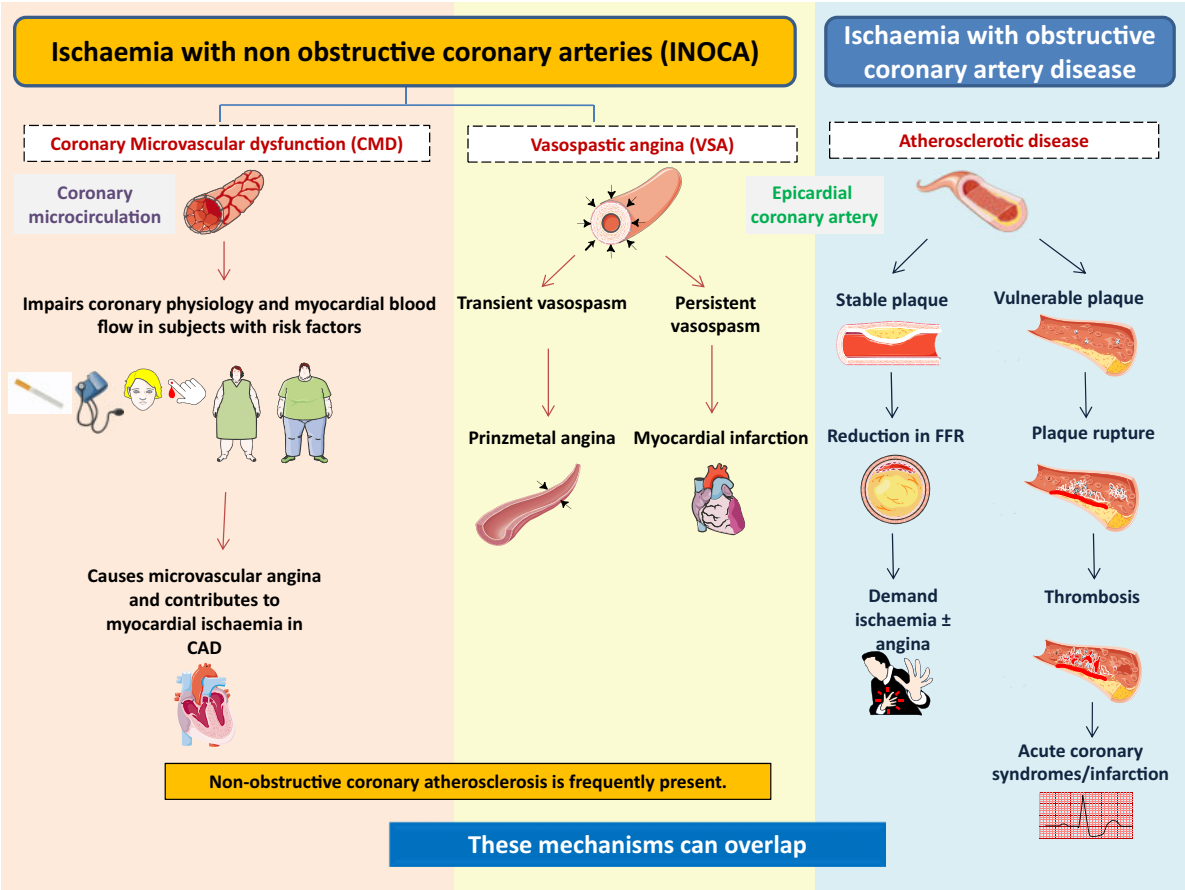 Ischaemia with non obstructive coronary arteries (INOCA)
Ischaemia with obstructive
coronary artery disease
Coronary Microvascular dysfunction (CMD)
Vasospastic angina (VSA)
Atherosclerotic disease
Coronary
microcirculation
Epicardial
coronary artery
Impairs coronary physiology and myocardial blood
flow in subjects with risk factors
Transient vasospasm
Persistent
vasospasm
Stable plaque
Vulnerable plaque
Prinzmetal angina
Myocardial infarction
Reduction in FFR
Plaque rupture
Causes microvascular angina
and contributes to
myocardial ischaemia in
CAD
Demand
ischaemia ±
angina
Thrombosis
Acute coronary
syndromes/infarction
Non-obstructive coronary atherosclerosis is frequently present.
These mechanisms can overlap